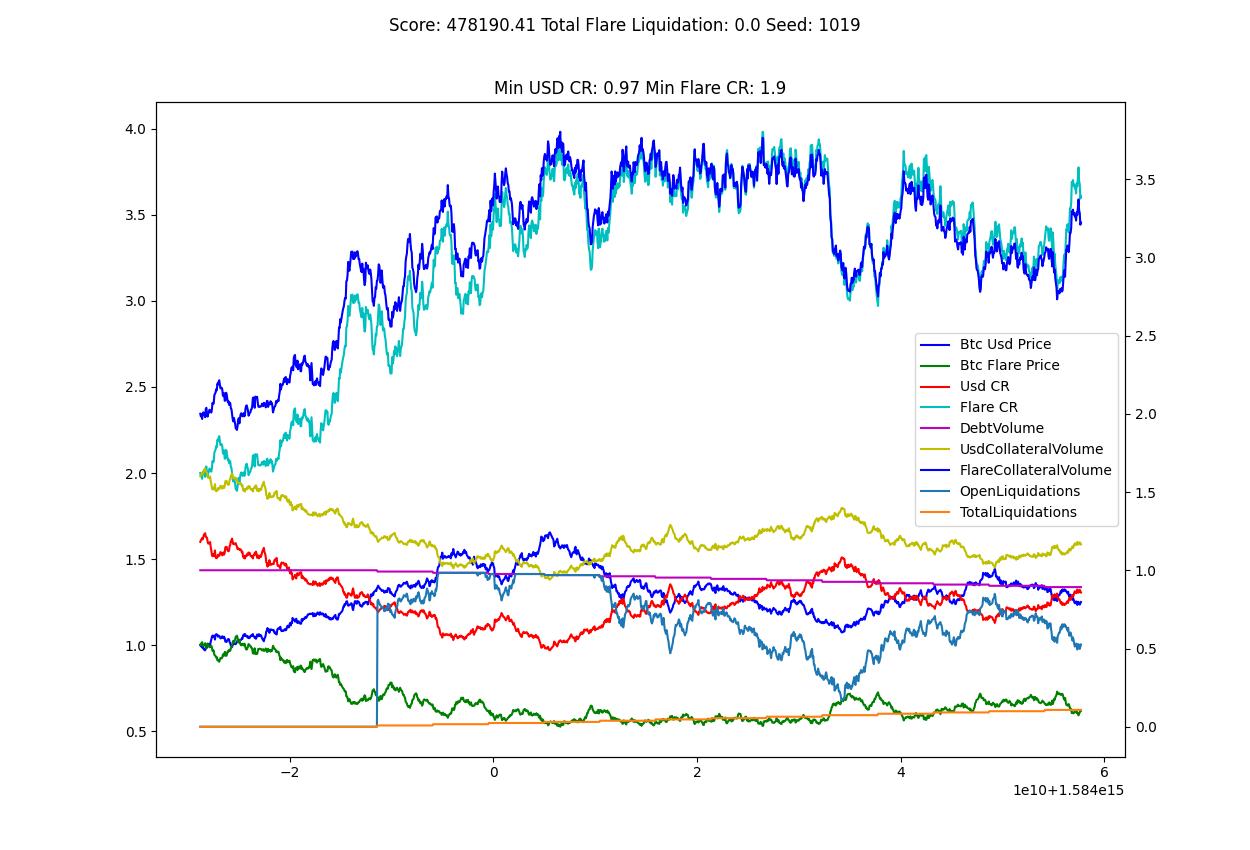 Score: 478190.41 Total Flare Liquidation: 0.0 Seed: 1019
Min USD CR: 0.97 Min Flare CR: 1.9
4.0
3.5
3.0
2.5
2.0
1.5
1.0
0.5
3.5
3.0
2.5
2.0
1.5
1.0
0.5
0.0
Btc Usd Price
Btc Flare Price
Usd CR
Flare CR
DebtVolume
UsdCollateralVolume
FlareCollateralVolume
OpenLiquidations
TotalLiquidations
−2 0 2 4 6
1e10+1.584e15